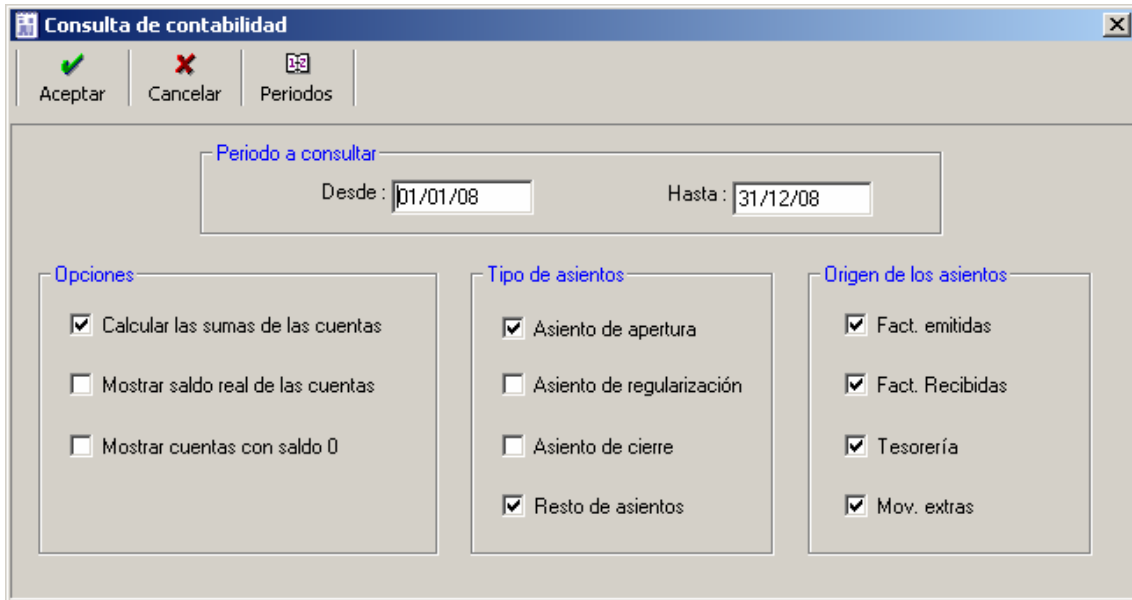 Consulta de contabilidad
Aceptar Cancelar Periodos
Periodo a consultar
Desde : 01/01/08 Hasta : 31/12/08
Opciones
Calcular las sumas de las cuentas
Mostrar saldo real de las cuentas
Mostrar cuentas con saldo 0
Tipo de asientos
Asiento de apertura
Asiento de regularización
Asiento de cierre
Resto de asientos
Origen de los asientos
Fact. emitidas
Fact. Recibidas
Tesorería
Mov. extras